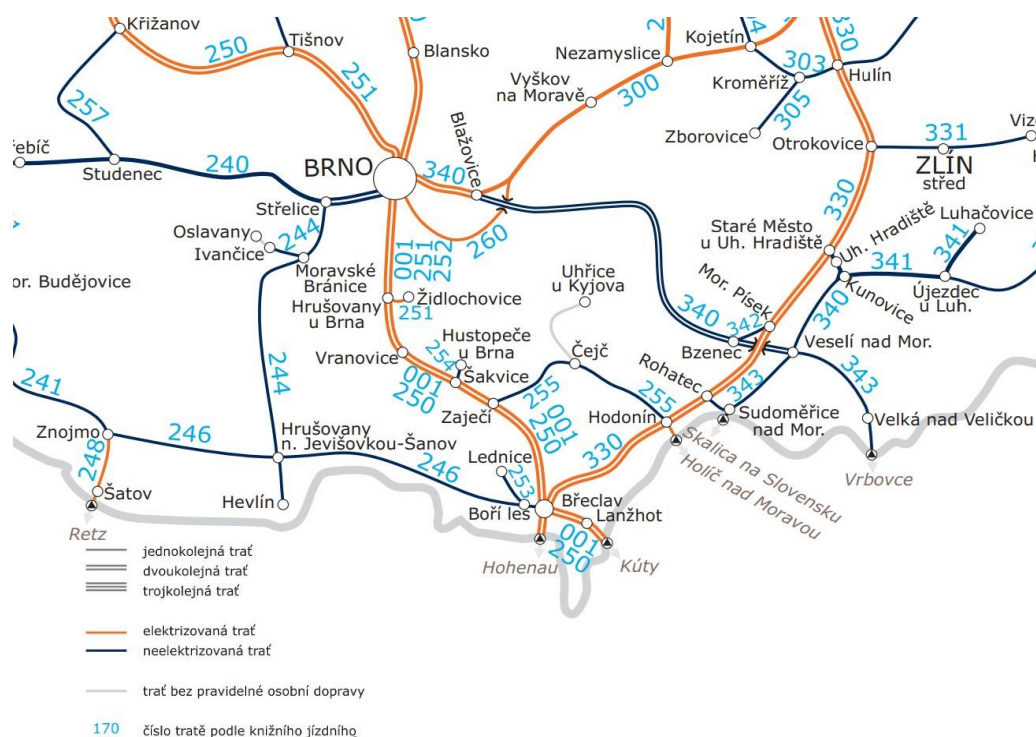 Křižanov
250
Tišnov
Blansko
251
Nezamyslice
Kojetín
330
303
Hulín
Kroměříž
Vyškov
na Moravě
300
305
Zborovice
Otrokovice
331
ZLÍN
střed
257
Studenec
240
BRNO
340
Blažovice
Střelice
Oslavany
Ivančice
244
Moravské
Bránice
001
251
252
260
330
Staré Město
u Uh. Hradiště
Uh. Hradiště
Luhačovice
341
341
Kunovice
Újezdec
u Luh.
or. Budějovice
Hrušovany
u Brna
Židlochovice
251
Uhřice
u Kyjova
Mor. Písek
340
342
340
Bzenec
Veselí nad Mor.
Vranovice
Hustopeče
u Brna
254
Šakvice
001
250
Zaječí
255
Čejč
255
Rohatec
343
343
Hodonín
Sudoměřice
nad Mor.
Velká nad Veličkou
Vrbovce
Skalica na Slovensku
Holíč nad Moravou
241
Znojmo
246
244
Hrušovany
n. Jevišovkou-Šanov
246
001
250
330
Lednice
253
248
Šatov
Retz
Hevlín
Boří les
Břeclav
Lanžhot
001
250
Hohenau
Kúty
jednokolejná trať
dvoukolejná trať
trojkolejná trať
elektrizovaná trať
neelektrizovaná trať
trať bez pravidelné osobní dopravy
170 číslo tratě podle knižního jízdního